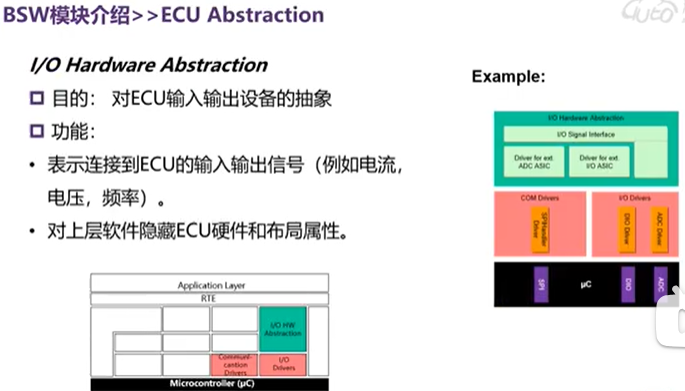 BSW模块介绍>>ECU Abstraction
I/O Hardware Abstraction
目的： 对ECU输入输出设备的抽象
功能：
• 表示连接到ECU的输入输出信号（例如电流，
电压，频率）。
• 对上层软件隐藏ECU硬件和布局属性。
Application Layer
RTE
I/O HW
Abstraction
Communi-
cantion
Drivers
I/O
Drivers
Microcontroller (µC)
Example:
I/O Hardware Abstraction
I/O Signal Interface
Driver for ext.
ADC ASIC
Driver for ext.
I/O ASIC
COM Drivers
I/O Drivers
SPIHandler
Driver
DIO Driver
ADC Driver
SPI
µC
DIO
ADC